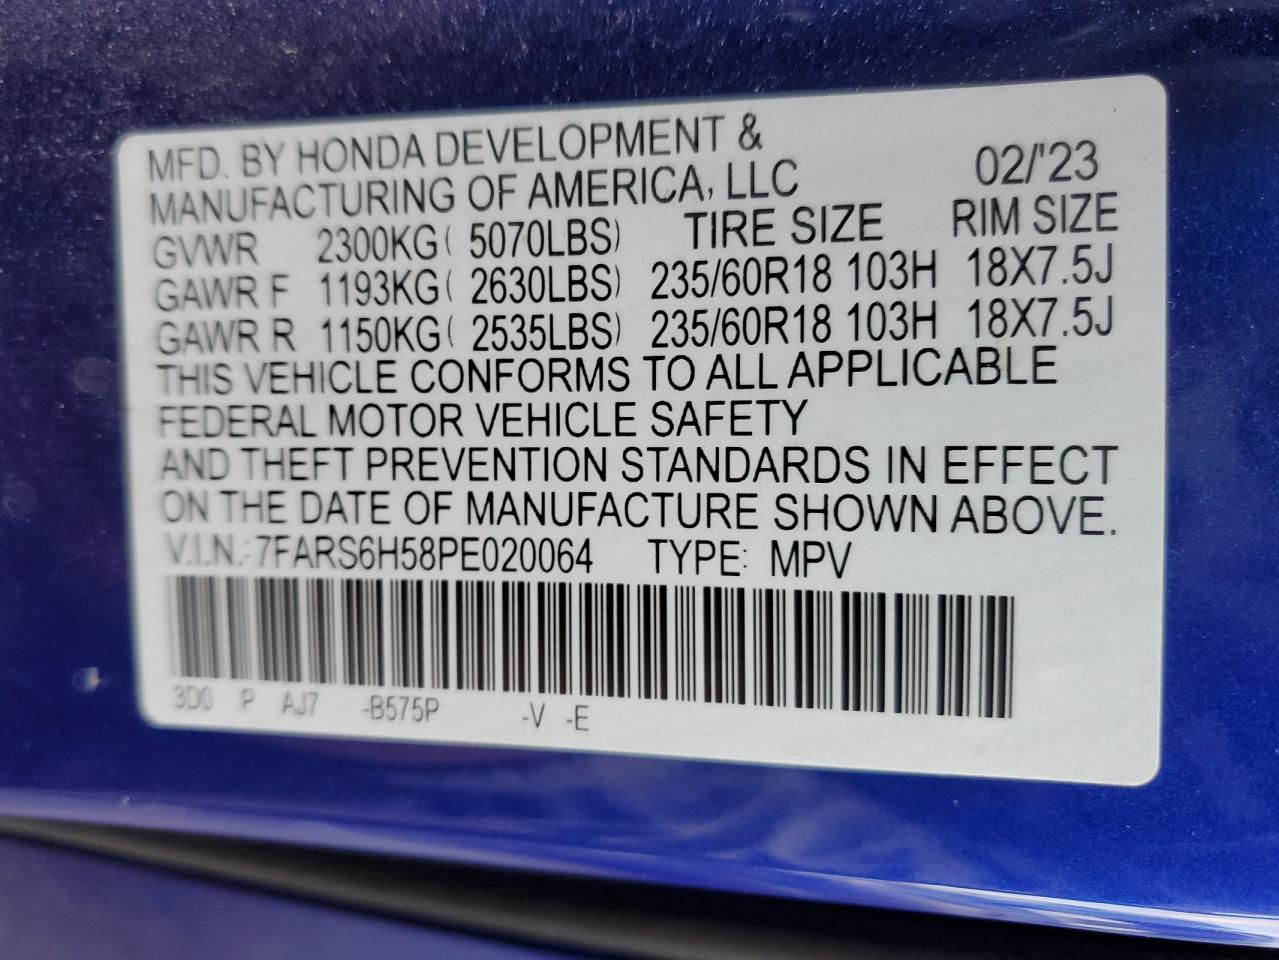 MFD. BY HONDA DEVELOPMENT &
MANUFACTURING OF AMERICA, LLC 02/'23
GVWR 2300KG( 5070LBS) TIRE SIZE RIM SIZE
GAWR F 1193KG( 2630LBS) 235/60R18 103H 18X7.5J
GAWR R 1150KG( 2535LBS) 235/60R18 103H 18X7.5J
THIS VEHICLE CONFORMS TO ALL APPLICABLE
FEDERAL MOTOR VEHICLE SAFETY
AND THEFT PREVENTION STANDARDS IN EFFECT
ON THE DATE OF MANUFACTURE SHOWN ABOVE.
V.I.N.: 7FARS6H58PE020064 TYPE: MPV
3D0 P AJ7 -B575P -V -E